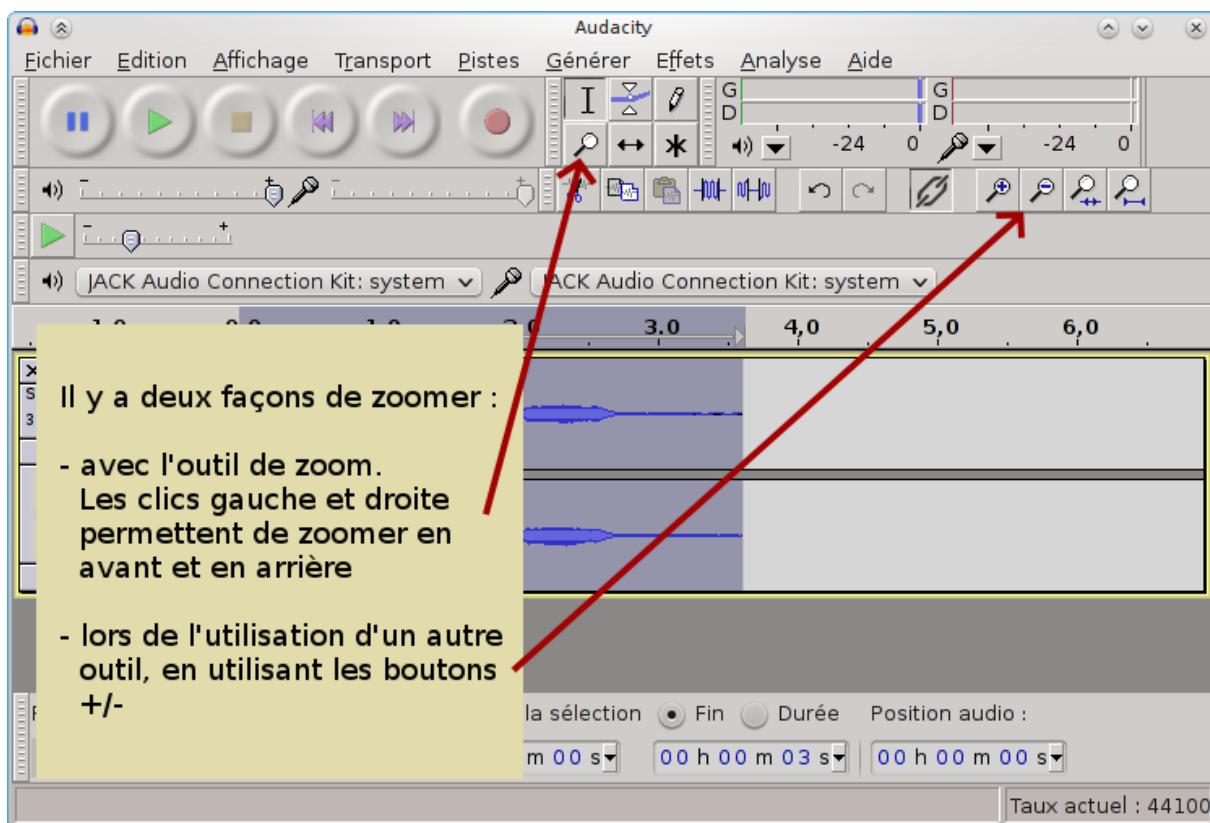 Audacity
Fichier Edition Affichage Transport Pistes Générer Effets Analyse Aide
G G
D D
-24 0 -24 0
JACK Audio Connection Kit: system JACK Audio Connection Kit: system
3.0 4,0 5,0 6,0
Il y a deux façons de zoomer :
- avec l'outil de zoom.
Les clics gauche et droite
permettent de zoomer en
avant et en arrière
- lors de l'utilisation d'un autre
outil, en utilisant les boutons
+/-
la sélection Fin Durée Position audio :
m 00 s 00 h 00 m 03 s 00 h 00 m 00 s
Taux actuel : 44100